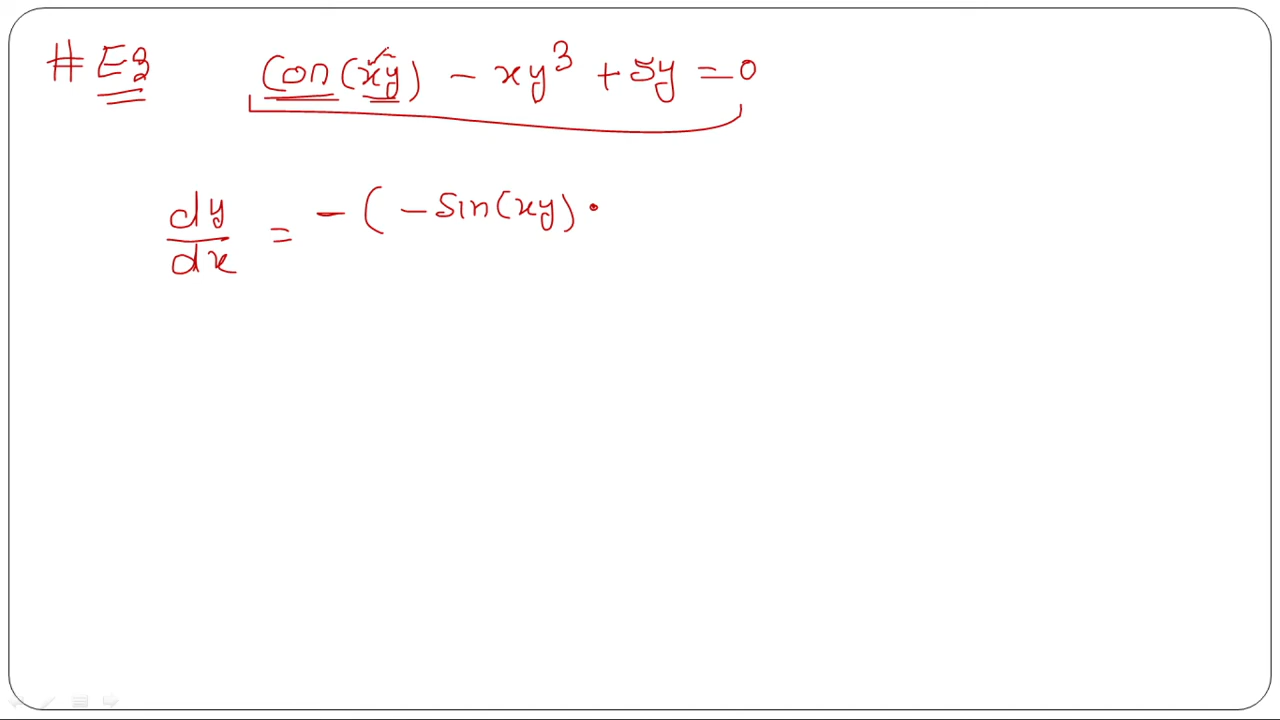 # Eg cos(xy) - xy³ + 5y = 0
dy/dx = - ( - sin(xy) ·